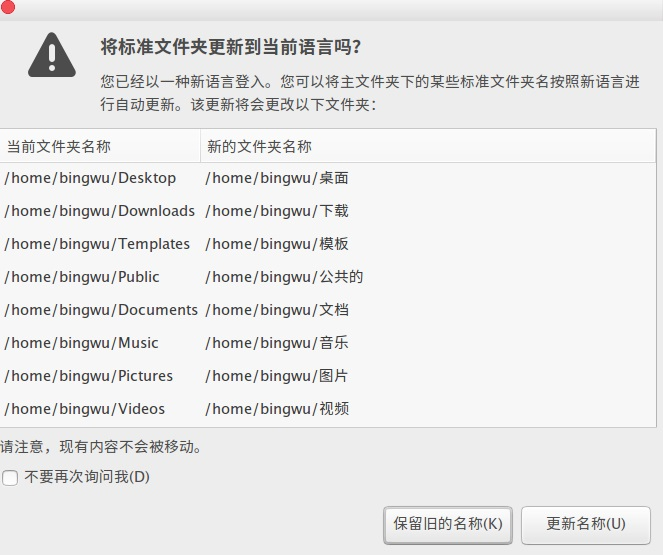 将标准文件夹更新到当前语言吗?
您已经以一种新语言登入。您可以将主文件夹下的某些标准文件夹名按照新语言进
行自动更新。该更新将会更改以下文件夹：
当前文件夹名称 新的文件夹名称
/home/bingwu/Desktop /home/bingwu/桌面
/home/bingwu/Downloads /home/bingwu/下载
/home/bingwu/Templates /home/bingwu/模板
/home/bingwu/Public /home/bingwu/公共的
/home/bingwu/Documents /home/bingwu/文档
/home/bingwu/Music /home/bingwu/音乐
/home/bingwu/Pictures /home/bingwu/图片
/home/bingwu/Videos /home/bingwu/视频
请注意，现有内容不会被移动。
不要再次询问我(D)
保留旧的名称(K) 更新名称(U)